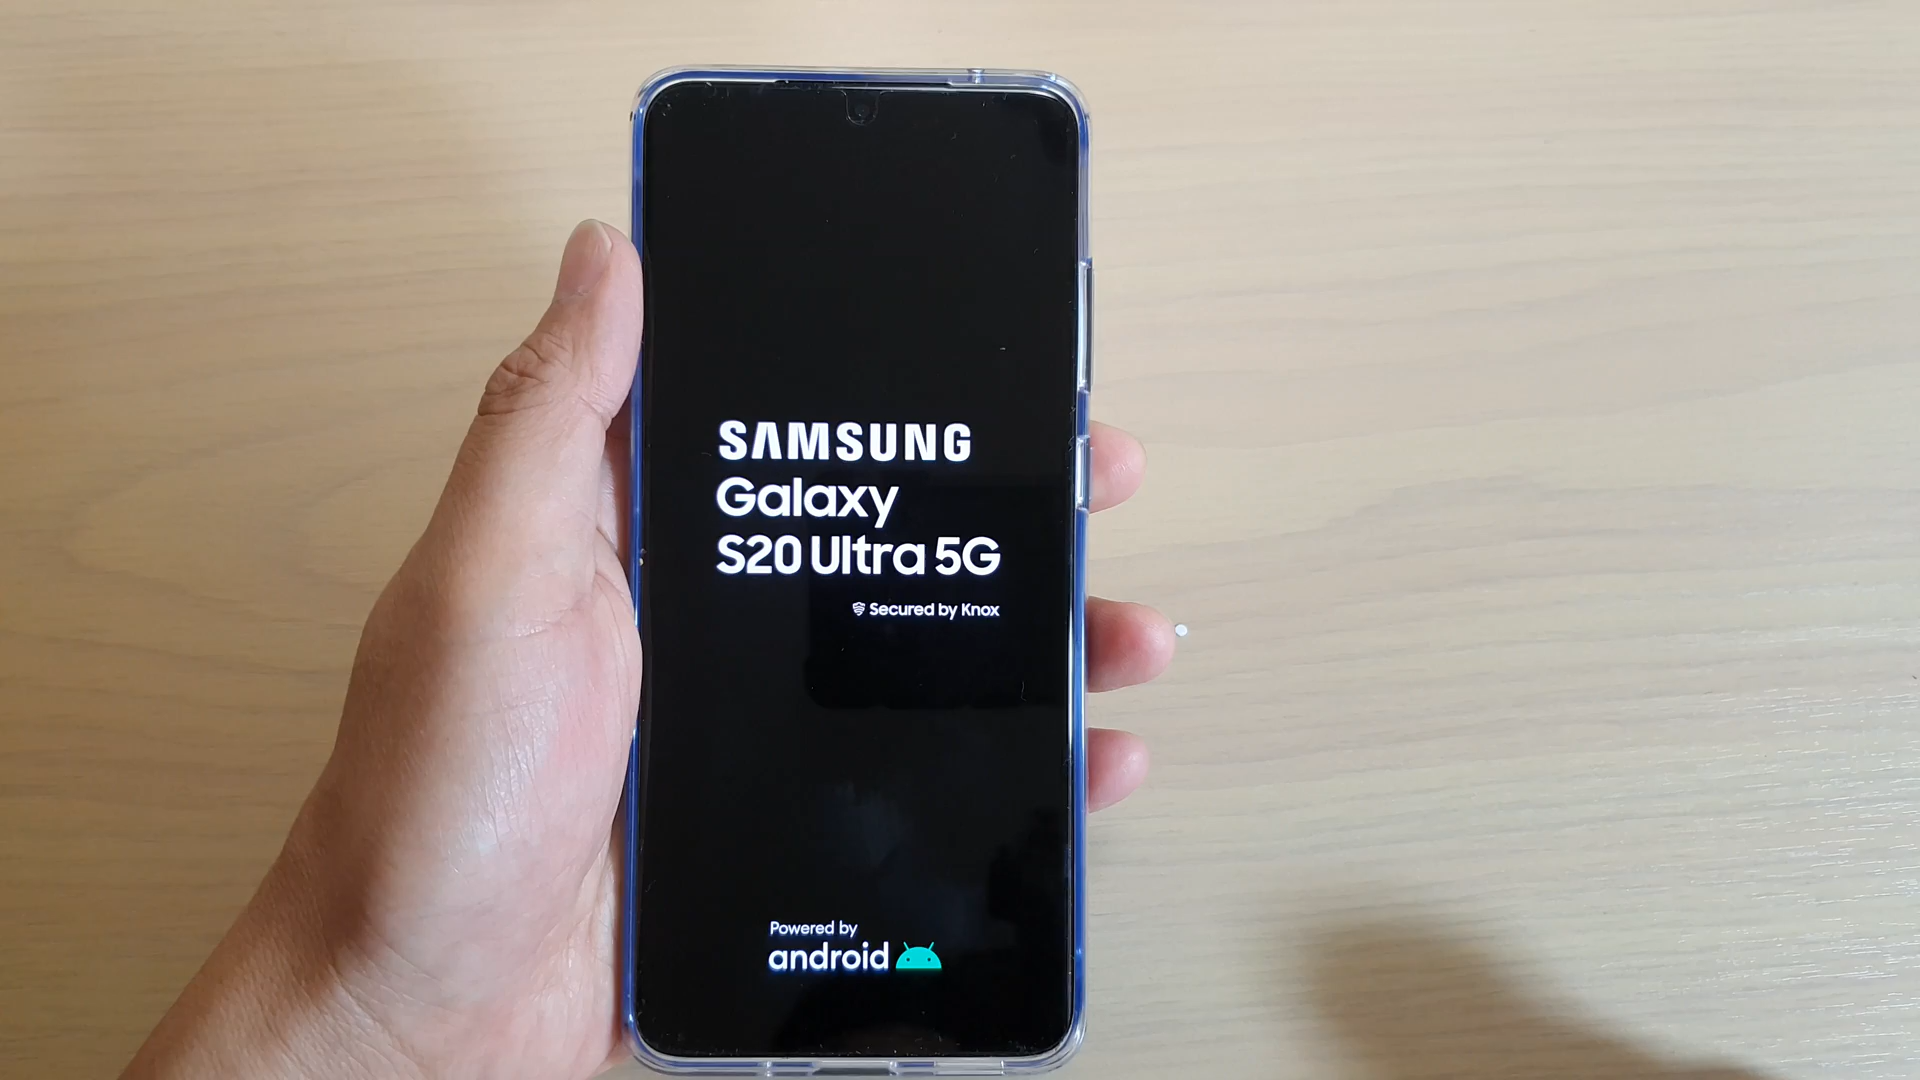 SAMSUNG
Galaxy
S20 Ultra 5G
Secured by Knox
Powered by
android